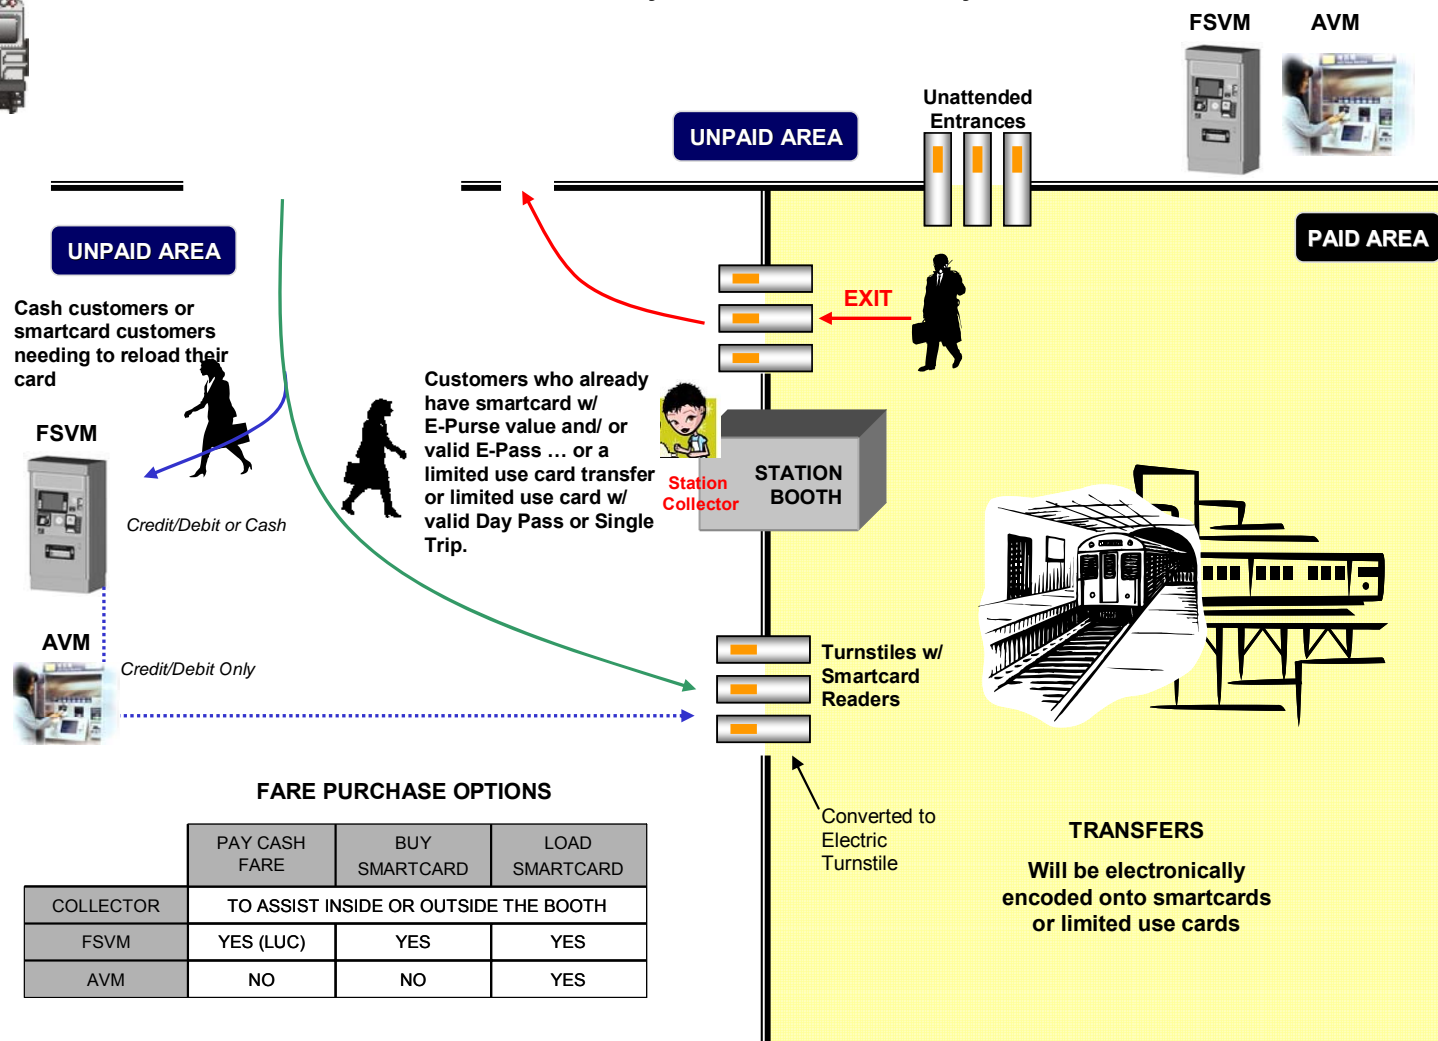 FSVM
AVM
Unattended
Entrances
UNPAID AREA
UNPAID AREA
PAID AREA
EXIT
Cash customers or
smartcard customers
needing to reload their
card
Customers who already
have smartcard w/
E-Purse value and/ or
valid E-Pass … or a
limited use card transfer
or limited use card w/
valid Day Pass or Single
Trip.
FSVM
Credit/Debit or Cash
Station
Collector
STATION
BOOTH
AVM
Credit/Debit Only
Turnstiles w/
Smartcard
Readers
Converted to
Electric
Turnstile
TRANSFERS
Will be electronically
encoded onto smartcards
or limited use cards
FARE PURCHASE OPTIONS
PAY CASH FARE BUY SMARTCARD LOAD SMARTCARD
COLLECTOR TO ASSIST INSIDE OR OUTSIDE THE BOOTH
FSVM YES (LUC) YES YES
AVM NO NO YES